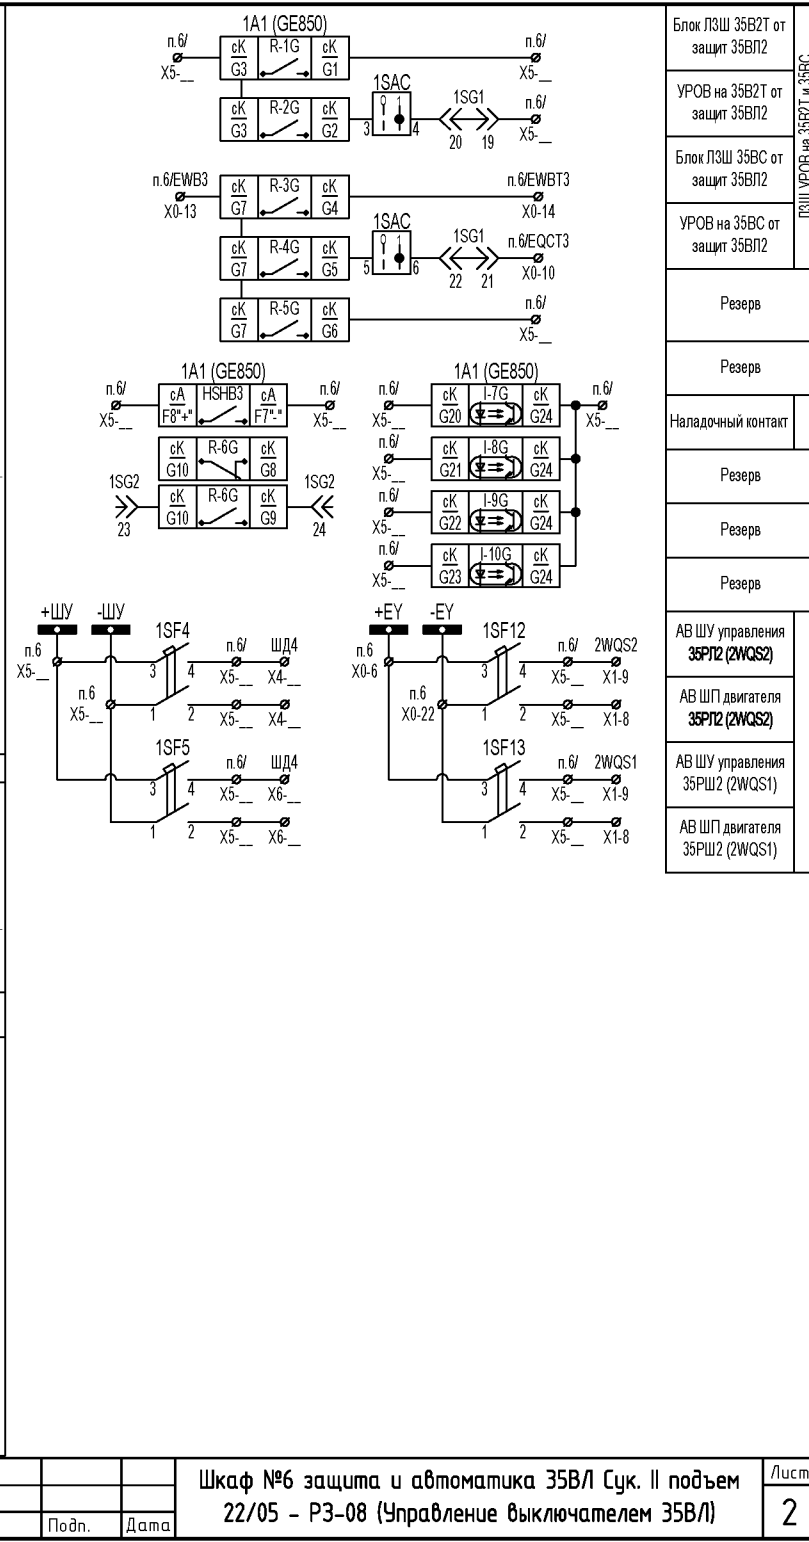 1А1 (GE850)
п.6/
X5-__
cK
G3
R-1G
cK
G1
п.6/
X5-__
cK
G3
R-2G
cK
G2
1SAC
0 1
3
4
1SG1
20 19
п.6/
X5-__
п.6/EWB3
X0-13
cK
G7
R-3G
cK
G4
п.6/EWBT3
X0-14
cK
G7
R-4G
cK
G5
1SAC
0 1
5
6
1SG1
22 21
п.6/EQCT3
X0-10
cK
G7
R-5G
cK
G6
п.6/
X5-__
1А1 (GE850)
п.6/
X5-__
cA
F8"+"
HSHB3
cA
F7"-"
п.6/
X5-__
cK
G10
R-6G
cK
G8
1SG2
23
cK
G10
R-6G
cK
G9
1SG2
24
1А1 (GE850)
п.6/
X5-__
cK
G20
I-7G
cK
G24
п.6/
X5-__
п.6/
X5-__
cK
G21
I-8G
cK
G24
п.6/
X5-__
cK
G22
I-9G
cK
G24
п.6/
X5-__
cK
G23
I-10G
cK
G24
+ШУ
-ШУ
п.6
X5-__
п.6
X5-__
1SF4
3 4
1 2
п.6/
X5-__
ШД4
X4-__
X5-__
X4-__
1SF5
3 4
1 2
п.6/
X5-__
ШД4
X6-__
X5-__
X6-__
+EY
-EY
п.6
X0-6
п.6
X0-22
1SF12
3 4
1 2
п.6/
X5-__
2WQS2
X1-9
X5-__
X1-8
1SF13
3 4
1 2
п.6/
X5-__
2WQS1
X1-9
X5-__
X1-8
Блок ЛЗШ 35В2Т от
защит 35ВЛ2
УРОВ на 35В2Т от
защит 35ВЛ2
Блок ЛЗШ 35ВС от
защит 35ВЛ2
УРОВ на 35ВС от
защит 35ВЛ2
УРОВ на 35В2Т и 35ВС
Резерв
Резерв
Наладочный контакт
Резерв
Резерв
Резерв
АВ ШУ управления
35РЛ2 (2WQS2)
АВ ШП двигателя
35РЛ2 (2WQS2)
АВ ШУ управления
35РШ2 (2WQS1)
АВ ШП двигателя
35РШ2 (2WQS1)
Подп.
Дата
Шкаф №6 защита и автоматика 35ВЛ Сук. II подъем
22/05 - РЗ-08 (Управление выключателем 35ВЛ)
Лист
2